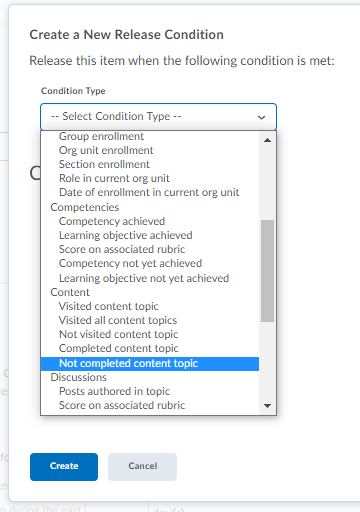 Create a New Release Condition
Release this item when the following condition is met:
Condition Type
-- Select Condition Type --
Group enrollment
Org unit enrollment
Section enrollment
Role in current org unit
Date of enrollment in current org unit
Competencies
Competency achieved
Learning objective achieved
Score on associated rubric
Competency not yet achieved
Learning objective not yet achieved
Content
Visited content topic
Visited all content topics
Not visited content topic
Completed content topic
Not completed content topic
Discussions
Posts authored in topic
Score on associated rubric
Create
Cancel